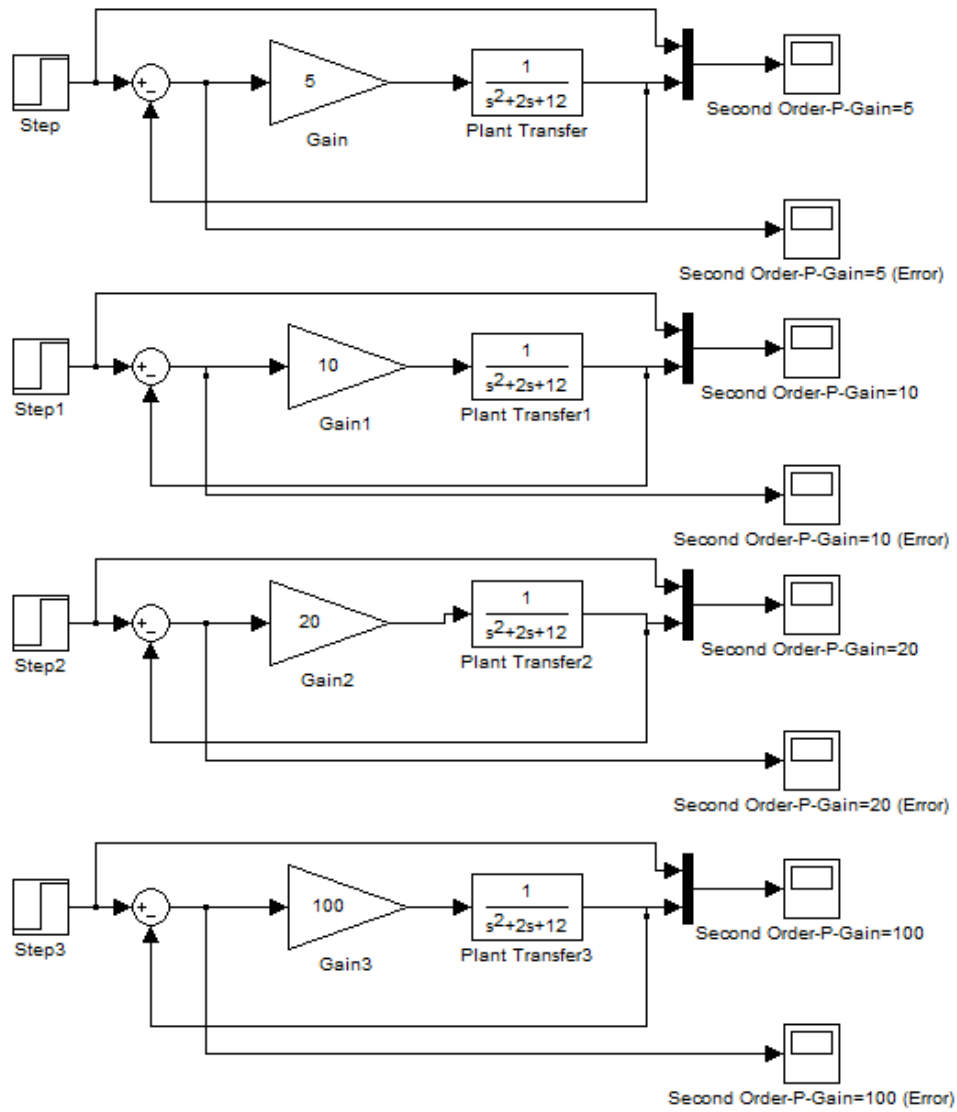 +
−
5
1
s²+2s+12
Step
Gain
Plant Transfer
Second Order-P-Gain=5
Second Order-P-Gain=5 (Error)
+
−
10
1
s²+2s+12
Step1
Gain1
Plant Transfer1
Second Order-P-Gain=10
Second Order-P-Gain=10 (Error)
+
−
20
1
s²+2s+12
Step2
Gain2
Plant Transfer2
Second Order-P-Gain=20
Second Order-P-Gain=20 (Error)
+
−
100
1
s²+2s+12
Step3
Gain3
Plant Transfer3
Second Order-P-Gain=100
Second Order-P-Gain=100 (Error)